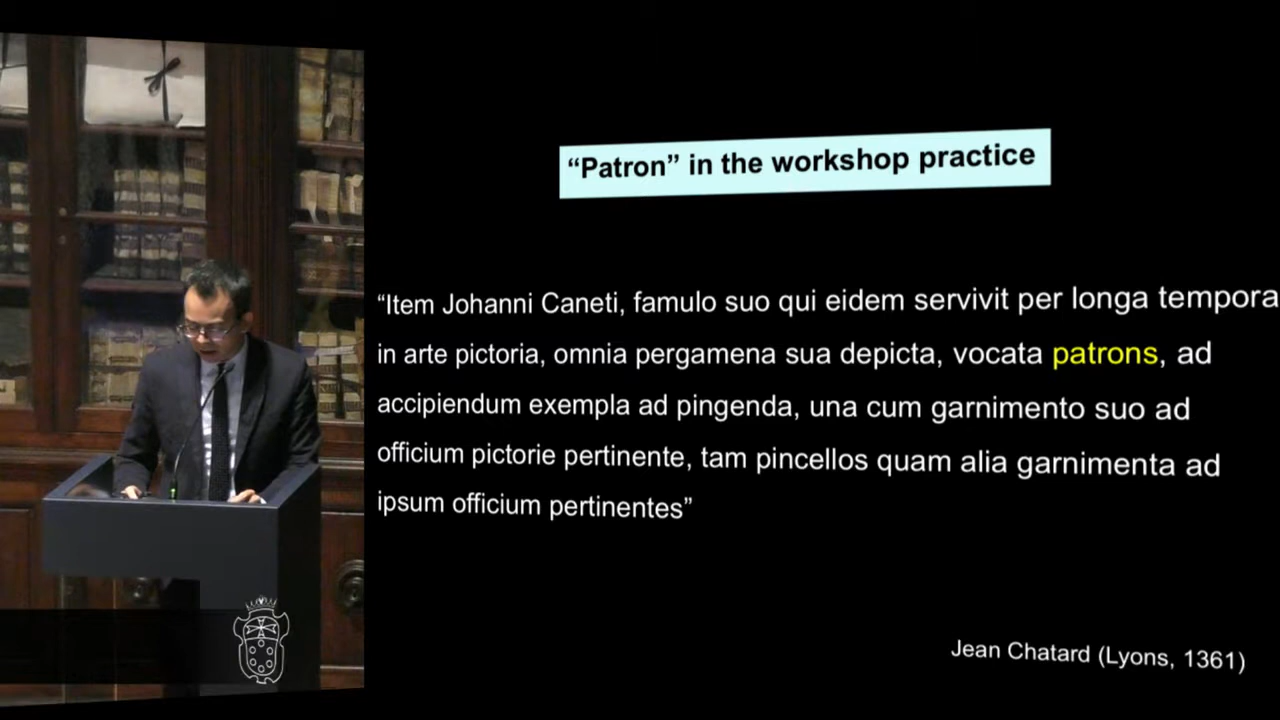 “Patron” in the workshop practice
“Item Johanni Caneti, famulo suo qui eidem servivit per longa tempora
in arte pictoria, omnia pergamena sua depicta, vocata patrons, ad
accipiendum exempla ad pingenda, una cum garnimento suo ad
officium pictorie pertinente, tam pincellos quam alia garnimenta ad
ipsum officium pertinentes”
Jean Chatard (Lyons, 1361)